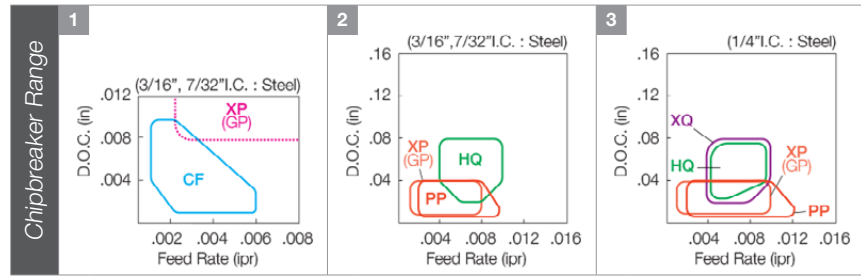 Chipbreaker Range
1
(3/16”, 7/32”I.C. : Steel)
.012
.008
.004
D.O.C. (in)
XP
(GP)
CF
.002 .004 .006 .008
Feed Rate (ipr)
2
(3/16”,7/32”I.C. : Steel)
.16
.12
.08
.04
D.O.C. (in)
XP
(GP)
HQ
PP
.004 .008 .012 .016
Feed Rate (ipr)
3
(1/4”I.C. : Steel)
.16
.12
.08
.04
D.O.C. (in)
XQ
HQ
XP
(GP)
PP
.004 .008 .012 .016
Feed Rate (ipr)